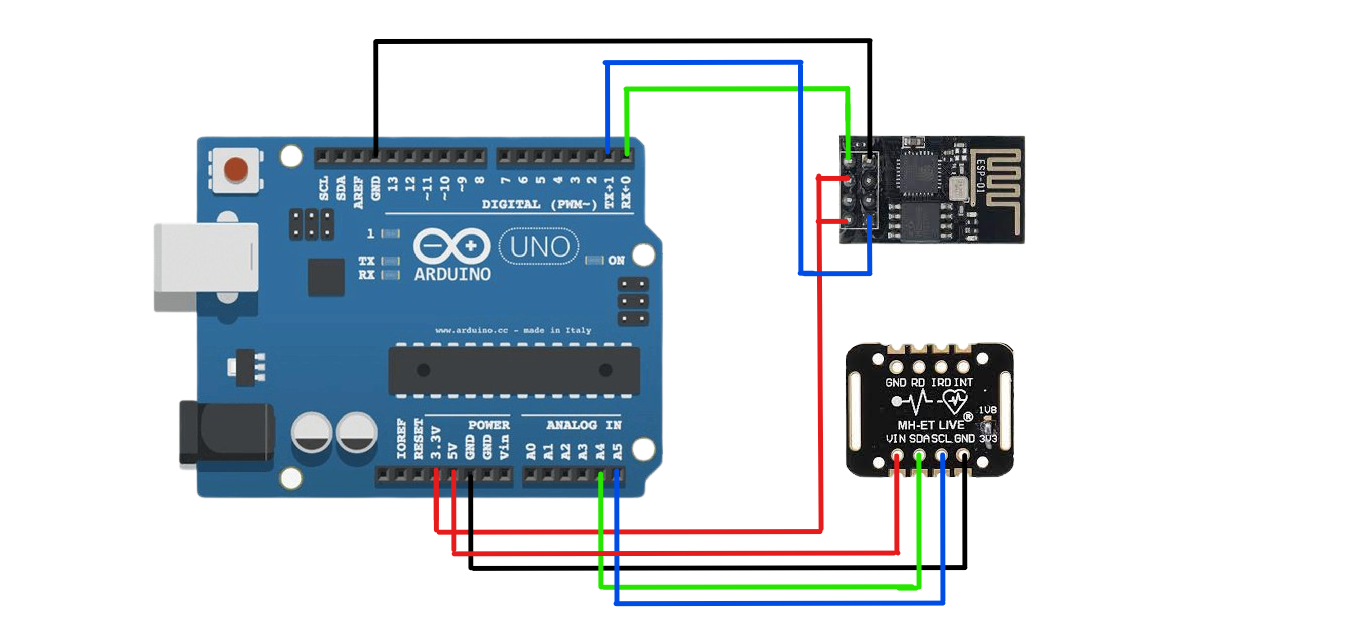 SCL
SDA
AREF
GND
13
12
~11
~10
~9
8
7
6
5
4
3
2
TX→1
RX←0
DIGITAL (PWM~)
1
TX
RX
ARDUINO
UNO
ON
www.arduino.cc - made in Italy
POWER
ANALOG IN
IOREF
RESET
3.3V
5V
GND
GND
Vin
A0
A1
A2
A3
A4
A5
ESP-01
GND RD IRD INT
®
1V8
MH-ET LIVE
VIN SDA SCL GND 3V3